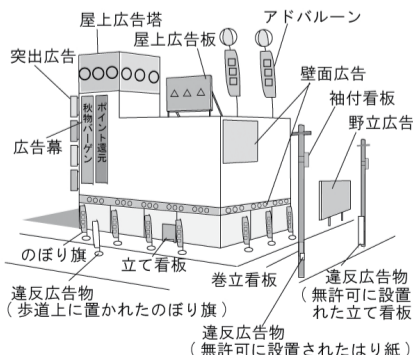 アドバルーン
屋上広告塔
屋上広告板
突出広告
壁面広告
袖付看板
野立広告
広告幕
秋物バーゲン
ポイント還元
のぼり旗
立て看板
巻立看板
違反広告物
(歩道上に置かれたのぼり旗)
違反広告物
(無許可に設置
れた立て看板
違反広告物
(無許可に設置されたはり紙)